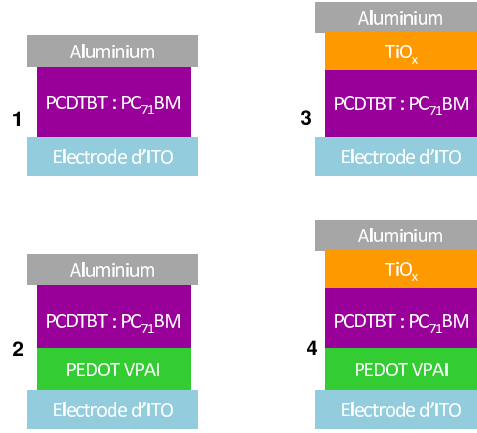 Aluminium
PCDTBT : PC71BM
1
Electrode d'ITO
Aluminium
TiOx
PCDTBT : PC71BM
3
Electrode d'ITO
Aluminium
PCDTBT : PC71BM
2
PEDOT VPAI
Electrode d'ITO
Aluminium
TiOx
PCDTBT : PC71BM
4
PEDOT VPAI
Electrode d'ITO